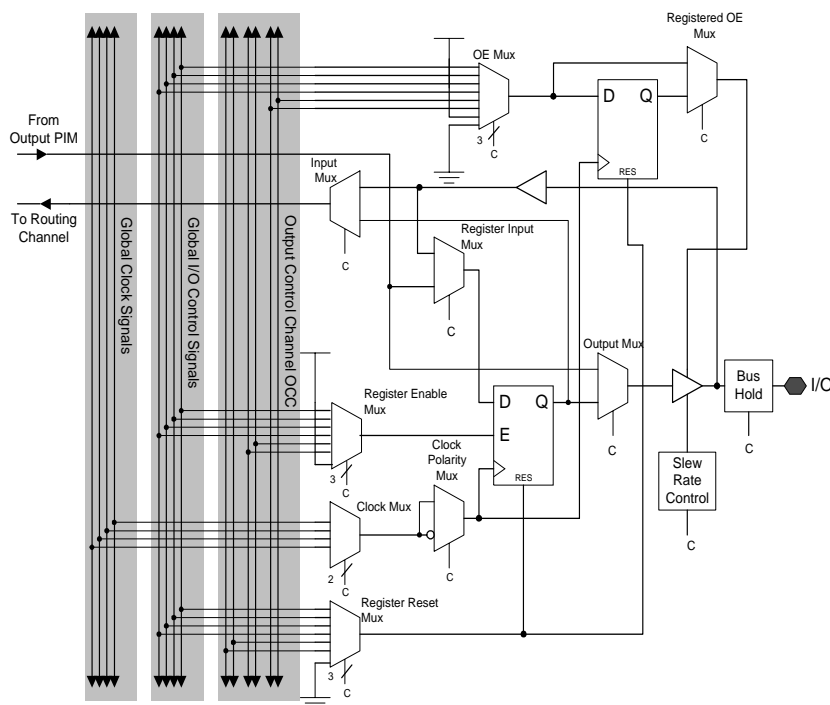 Registered OE
Mux
OE Mux
D Q
RES
3
C
C
From
Output PIM
Input
Mux
To Routing
Channel
C
Register Input
Mux
C
Global Clock Signals
Global I/O Control Signals
Output Control Channel OCC
Output Mux
C
Bus
Hold
I/O
C
Register Enable
Mux
3
C
D Q
E
RES
Clock
Polarity
Mux
C
Slew
Rate
Control
C
Clock Mux
2
C
Register Reset
Mux
3
C